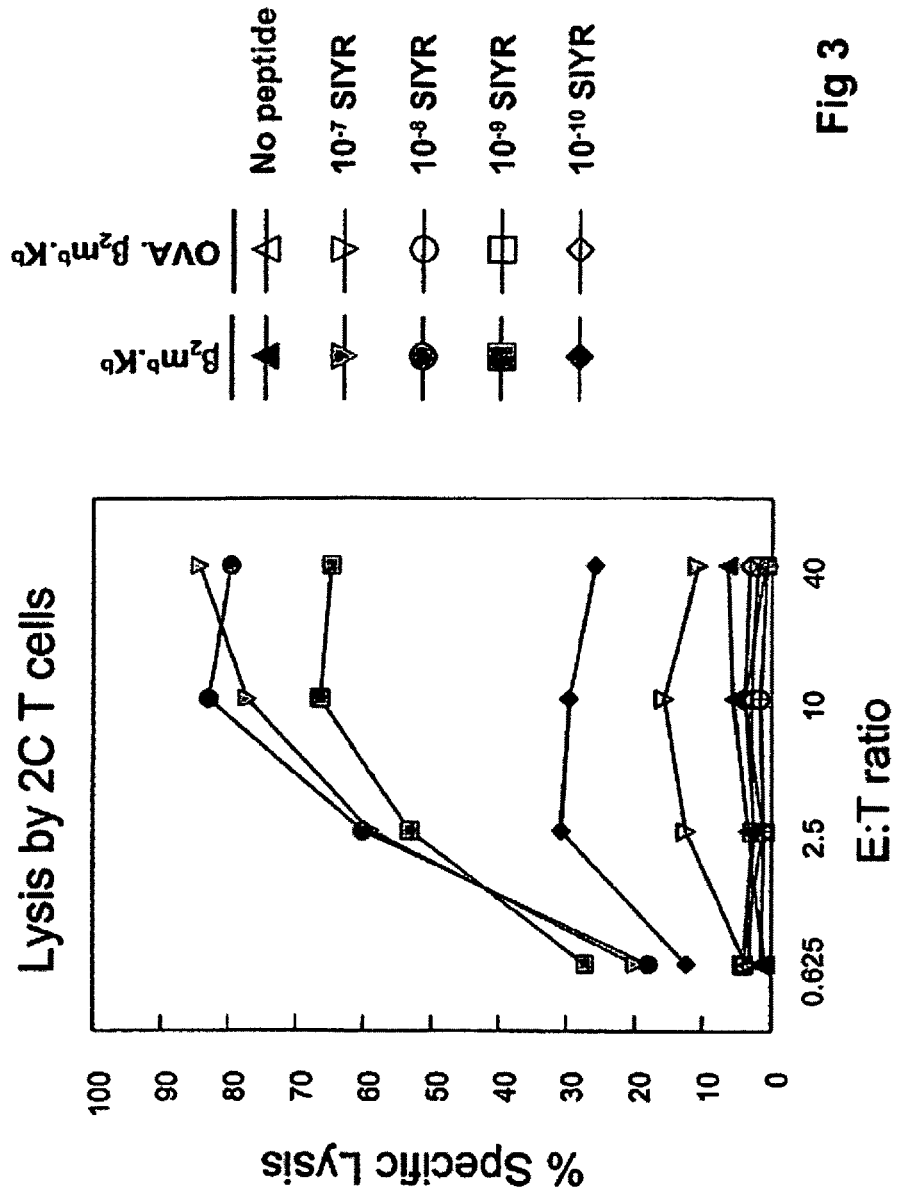 Lysis by 2C T cells
% Specific Lysis
100
90
80
70
60
50
40
30
20
10
0
0.625
2.5
10
40
E:T ratio
β₂mᵇ.Kᵇ
OVA. β₂mᵇ.Kᵇ
No peptide
10⁻⁷ SIYR
10⁻⁸ SIYR
10⁻⁹ SIYR
10⁻¹⁰ SIYR
Fig 3